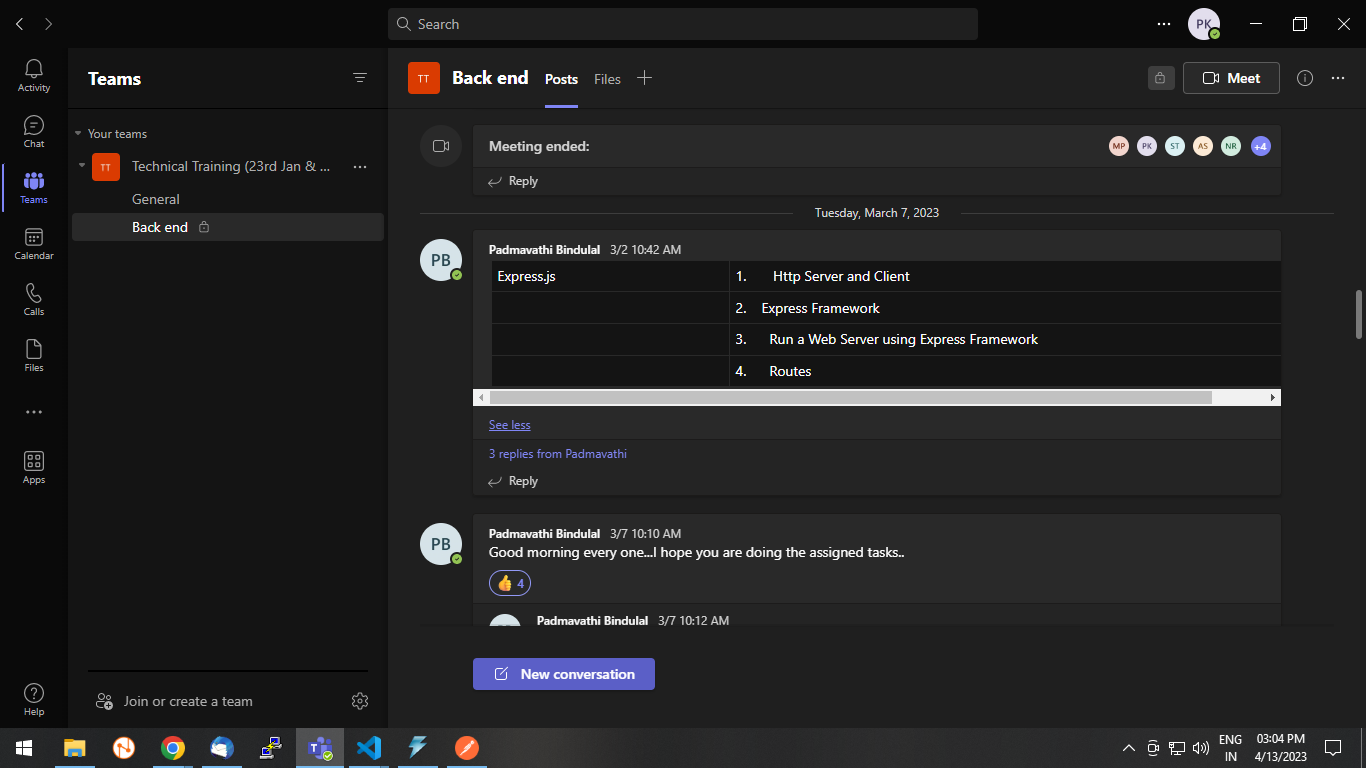 Search
PK
Activity
Chat
Teams
Calendar
Calls
Files
Apps
Help
Teams
Your teams
TT
Technical Training (23rd Jan & ...
General
Back end
Join or create a team
TT
Back end
Posts
Files
Meet
Meeting ended:
MP PK ST AS NR +4
Reply
Tuesday, March 7, 2023
PB
Padmavathi Bindulal 3/2 10:42 AM
Express.js 1. Http Server and Client
2. Express Framework
3. Run a Web Server using Express Framework
4. Routes
See less
3 replies from Padmavathi
Reply
PB
Padmavathi Bindulal 3/7 10:10 AM
Good morning every one...I hope you are doing the assigned tasks..
4
Padmavathi Bindulal 3/7 10:12 AM
New conversation
ENG
IN
03:04 PM
4/13/2023